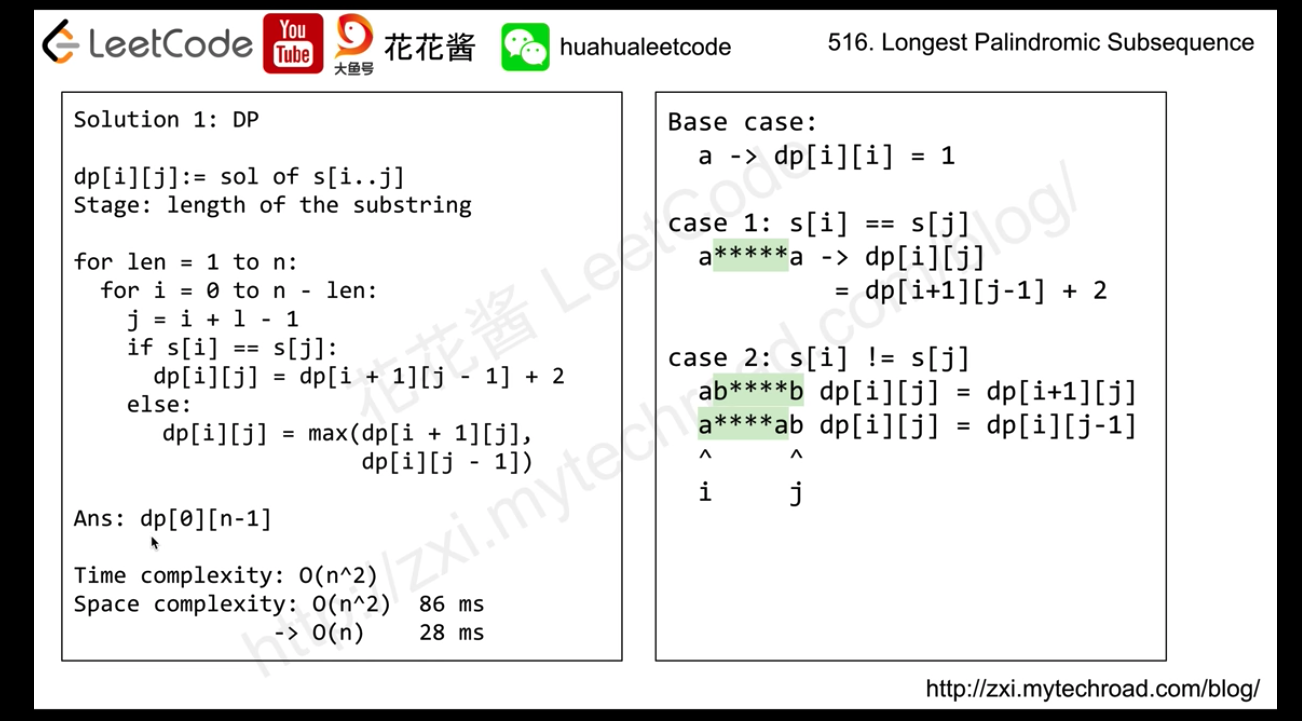 LeetCode
You
Tube
大鱼号
花花酱
huahualeetcode
516. Longest Palindromic Subsequence
Solution 1: DP
dp[i][j]:= sol of s[i..j]
Stage: length of the substring
for len = 1 to n:
for i = 0 to n - len:
j = i + l - 1
if s[i] == s[j]:
dp[i][j] = dp[i + 1][j - 1] + 2
else:
dp[i][j] = max(dp[i + 1][j],
dp[i][j - 1])
Ans: dp[0][n-1]
Time complexity: O(n^2)
Space complexity: O(n^2) 86 ms
-> O(n) 28 ms
Base case:
a -> dp[i][i] = 1
case 1: s[i] == s[j]
a*****a -> dp[i][j]
= dp[i+1][j-1] + 2
case 2: s[i] != s[j]
ab****b dp[i][j] = dp[i+1][j]
a****ab dp[i][j] = dp[i][j-1]
^ ^
i j
花花酱 LeetCode
http://zxi.mytechroad.com/blog/
http://zxi.mytechroad.com/blog/